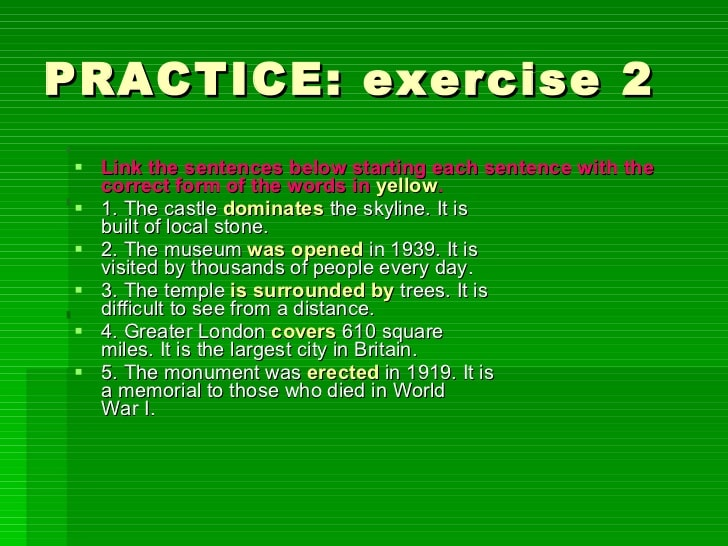 PRACTICE: exercise 2
Link the sentences below starting each sentence with the
correct form of the words in yellow.
1. The castle dominates the skyline. It is
built of local stone.
2. The museum was opened in 1939. It is
visited by thousands of people every day.
3. The temple is surrounded by trees. It is
difficult to see from a distance.
4. Greater London covers 610 square
miles. It is the largest city in Britain.
5. The monument was erected in 1919. It is
a memorial to those who died in World
War I.